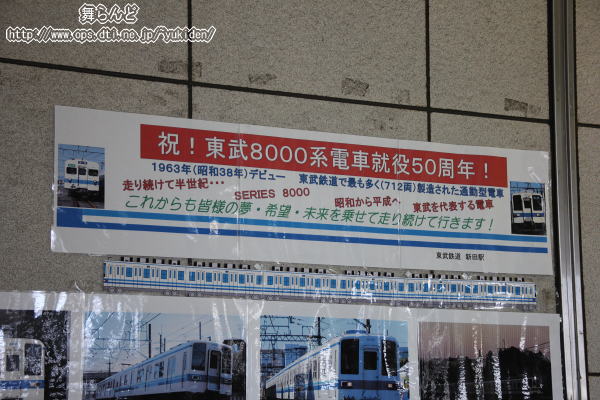 舞らんど
http://www.ops.dti.ne.jp/~yukiden/
祝！東武8000系電車就役50周年！
1963年（昭和38年）デビュー　東武鉄道で最も多く（712両）製造された通勤型電車
走り続けて半世紀・・・　SERIES 8000　昭和から平成へ　東武を代表する電車
これからも皆様の夢・希望・未来を乗せて走り続けて行きます！
東武鉄道　新田駅